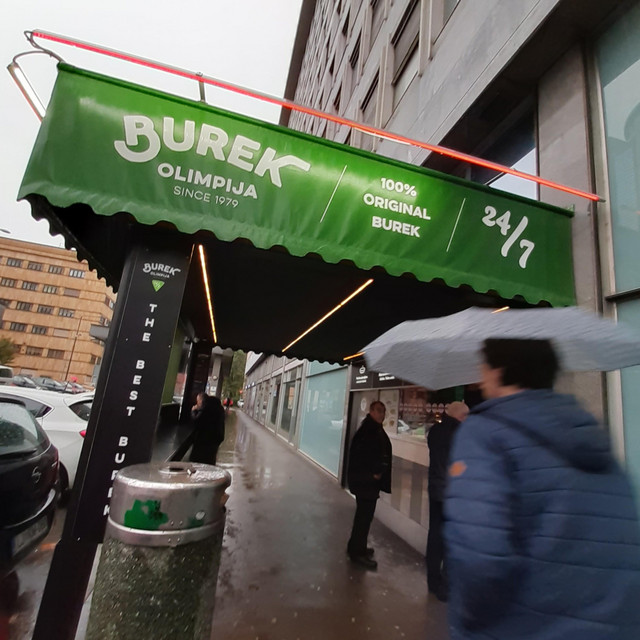 BUREK
OLIMPIJA
SINCE 1979
100%
ORIGINAL
BUREK
24/7
BUREK
OLIMPIJA
THE BEST BUREK